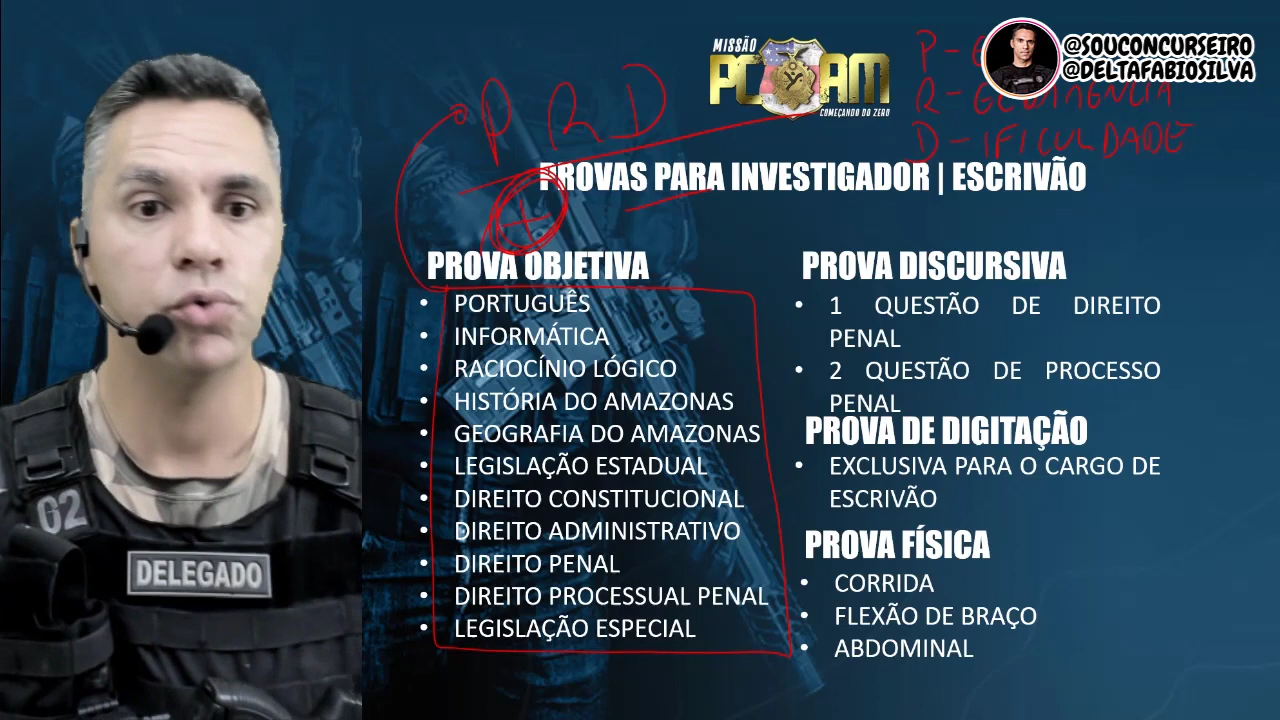 MISSÃO
PC AM
COMEÇANDO DO ZERO
@SOUCONCURSEIRO
@DELTAFABIOSILVA
P R D
P -
R -
D - IFICULDADE
PROVAS PARA INVESTIGADOR | ESCRIVÃO
+
PROVA OBJETIVA
• PORTUGUÊS
• INFORMÁTICA
• RACIOCÍNIO LÓGICO
• HISTÓRIA DO AMAZONAS
• GEOGRAFIA DO AMAZONAS
• LEGISLAÇÃO ESTADUAL
• DIREITO CONSTITUCIONAL
• DIREITO ADMINISTRATIVO
• DIREITO PENAL
• DIREITO PROCESSUAL PENAL
• LEGISLAÇÃO ESPECIAL
PROVA DISCURSIVA
• 1 QUESTÃO DE DIREITO
PENAL
• 2 QUESTÃO DE PROCESSO
PENAL
PROVA DE DIGITAÇÃO
• EXCLUSIVA PARA O CARGO DE
ESCRIVÃO
PROVA FÍSICA
• CORRIDA
• FLEXÃO DE BRAÇO
• ABDOMINAL
02
DELEGADO